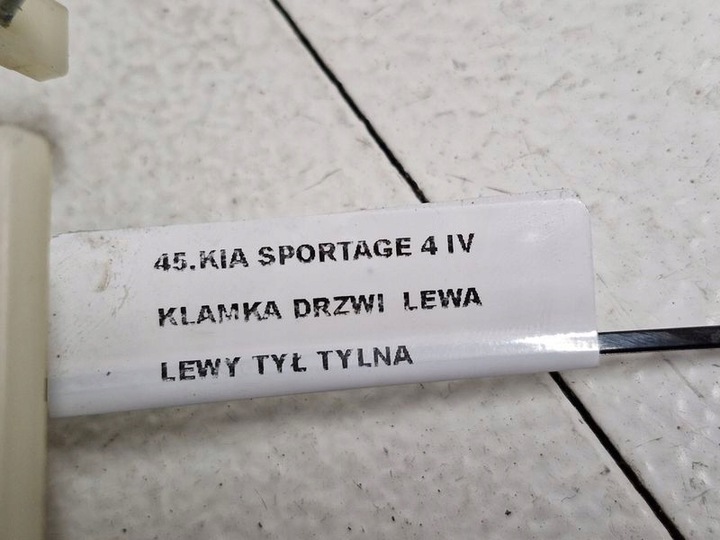 45.KIA SPORTAGE 4 IV
KLAMKA DRZWI LEWA
LEWY TYŁ TYLNA